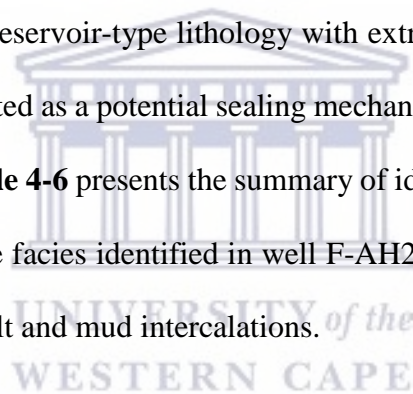 eservoir-type lithology with extr
ted as a potential sealing mechan
le 4-6 presents the summary of id
e facies identified in well F-AH2
lt and mud intercalations.
UNIVERSITY of the
WESTERN CAPE